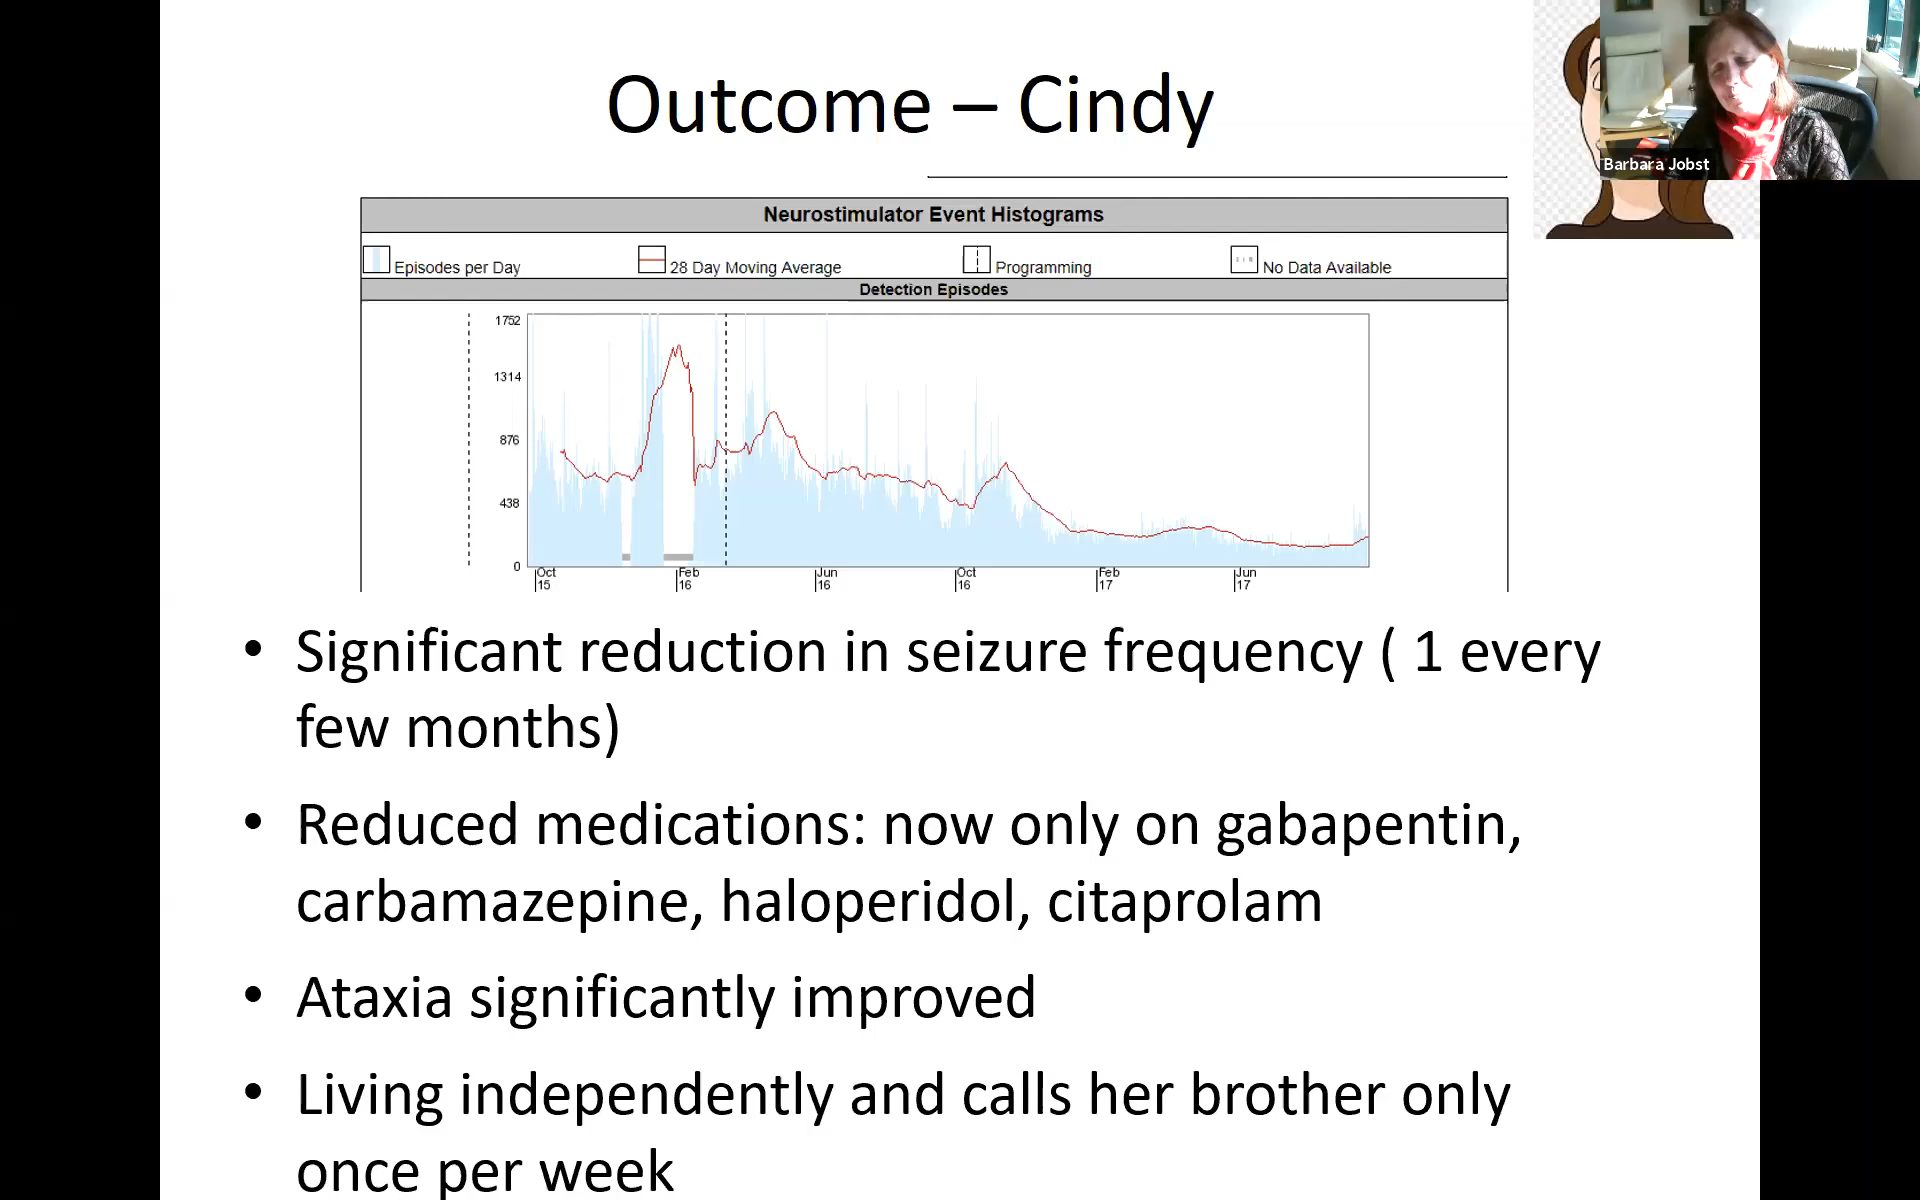 Outcome – Cindy
Barbara Jobst
Neurostimulator Event Histograms
Episodes per Day
28 Day Moving Average
Programming
No Data Available
Detection Episodes
1752
1314
876
438
0
Oct 15
Feb 16
Jun 16
Oct 16
Feb 17
Jun 17
• Significant reduction in seizure frequency ( 1 every
few months)
• Reduced medications: now only on gabapentin,
carbamazepine, haloperidol, citaprolam
• Ataxia significantly improved
• Living independently and calls her brother only
once per week